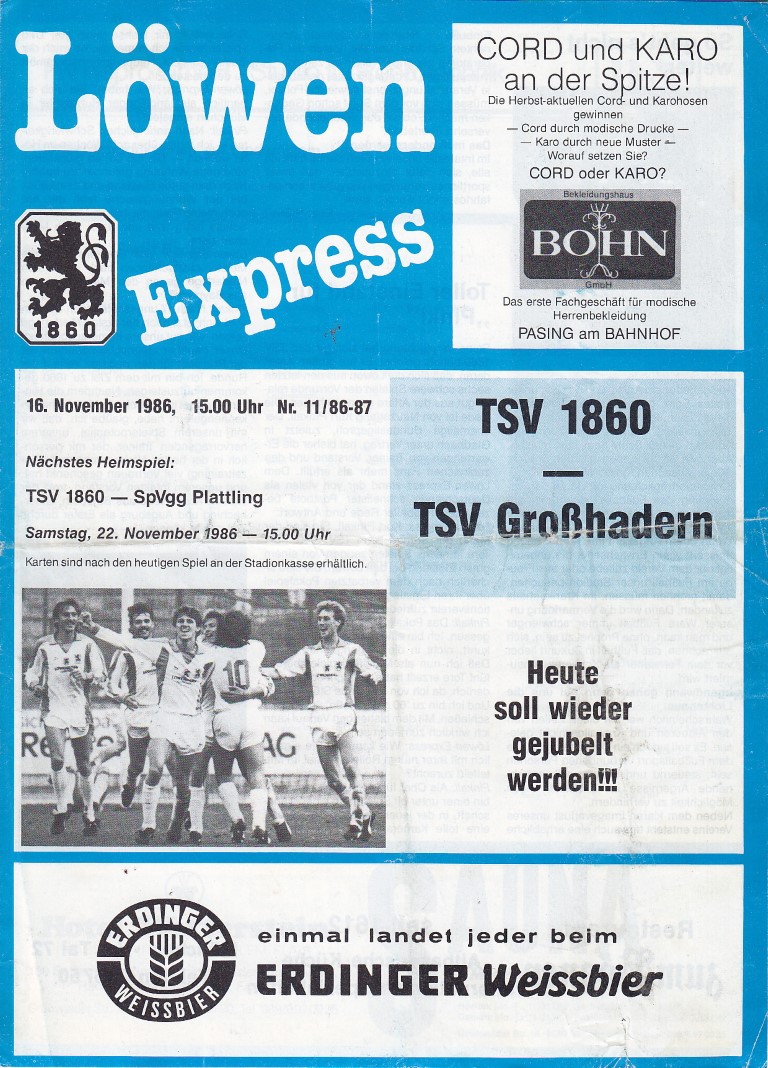 Löwen
Express
1860
CORD und KARO
an der Spitze!
Die Herbst-aktuellen Cord- und Karohosen
gewinnen
— Cord durch modische Drucke —
— Karo durch neue Muster —
Worauf setzen Sie?
CORD oder KARO?
Bekleidungshaus
BOHN
GmbH
Das erste Fachgeschäft für modische
Herrenbekleidung
PASING am BAHNHOF
16. November 1986, 15.00 Uhr Nr. 11/86-87
Nächstes Heimspiel:
TSV 1860 — SpVgg Plattling
Samstag, 22. November 1986 — 15.00 Uhr
Karten sind nach den heutigen Spiel an der Stadionkasse erhältlich.
TSV 1860
—
TSV Großhadern
10
AG
Heute
soll wieder
gejubelt
werden!!!
ERDINGER
WEISSBIER
einmal landet jeder beim
ERDINGER Weissbier